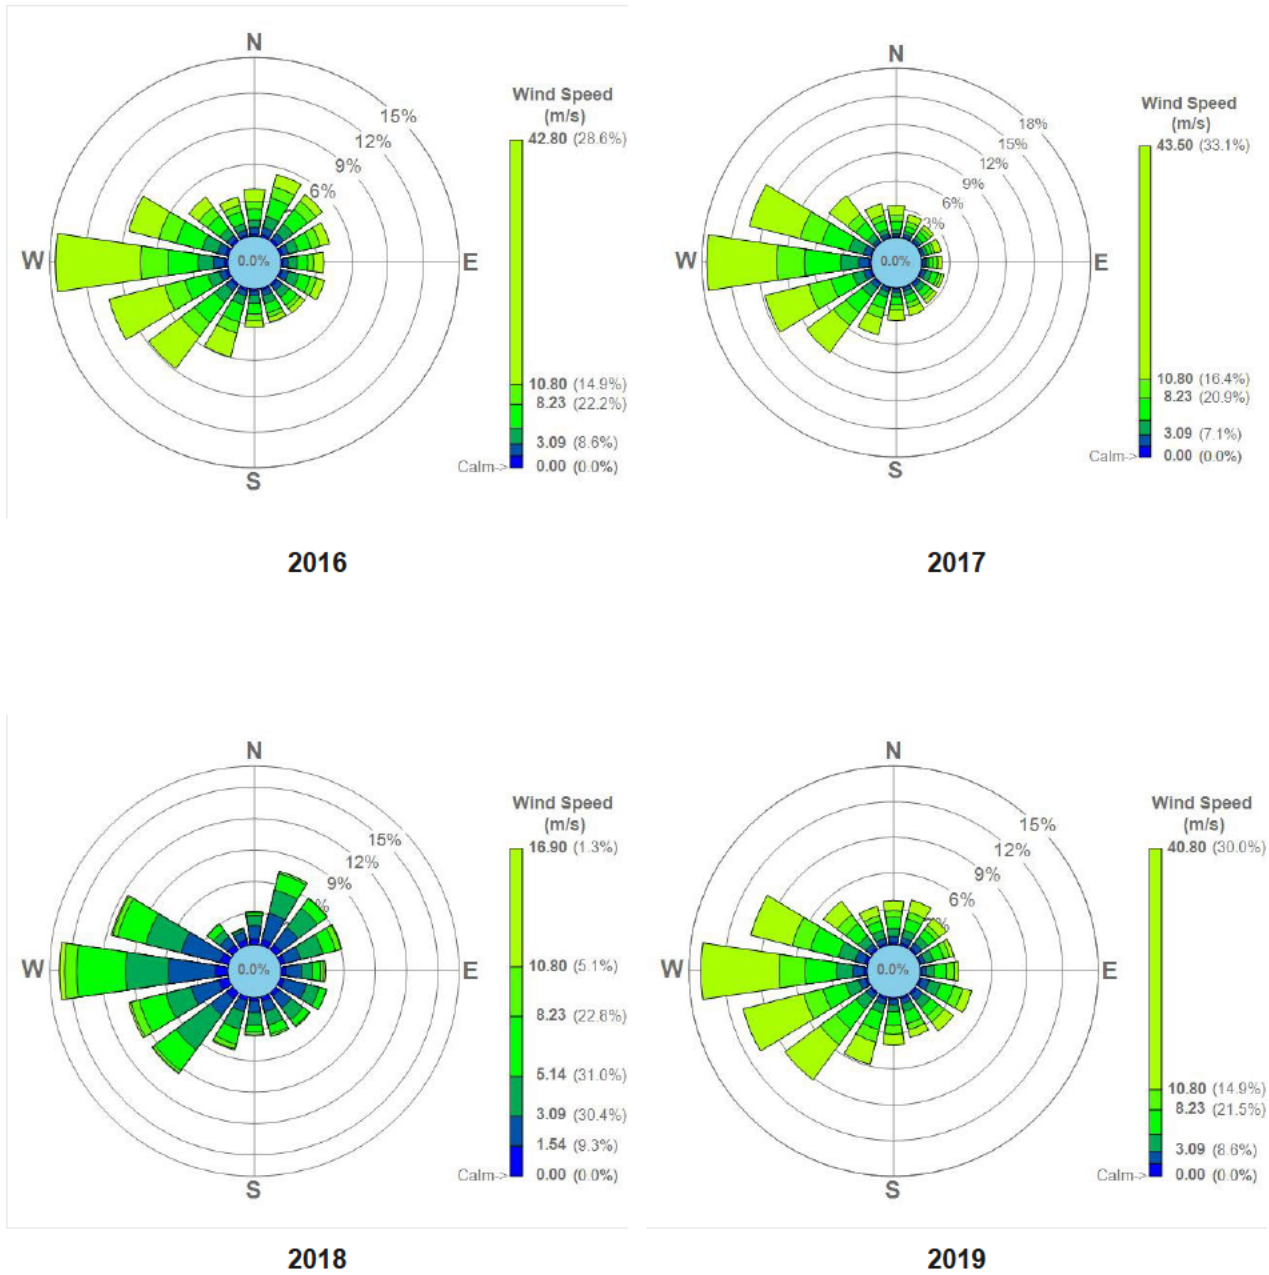 N
15%
12%
9%
6%
W
0.0%
E
S
Wind Speed
(m/s)
42.80 (28.6%)
10.80 (14.9%)
8.23 (22.2%)
3.09 (8.6%)
Calm-> 0.00 (0.0%)
2016
N
18%
15%
12%
9%
6%
3%
W
0.0%
E
S
Wind Speed
(m/s)
43.50 (33.1%)
10.80 (16.4%)
8.23 (20.9%)
3.09 (7.1%)
Calm-> 0.00 (0.0%)
2017
N
15%
12%
9%
%
W
0.0%
E
S
Wind Speed
(m/s)
16.90 (1.3%)
10.80 (5.1%)
8.23 (22.8%)
5.14 (31.0%)
3.09 (30.4%)
1.54 (9.3%)
Calm-> 0.00 (0.0%)
2018
N
15%
12%
9%
6%
%
W
0.0%
E
S
Wind Speed
(m/s)
40.80 (30.0%)
10.80 (14.9%)
8.23 (21.5%)
3.09 (8.6%)
Calm-> 0.00 (0.0%)
2019